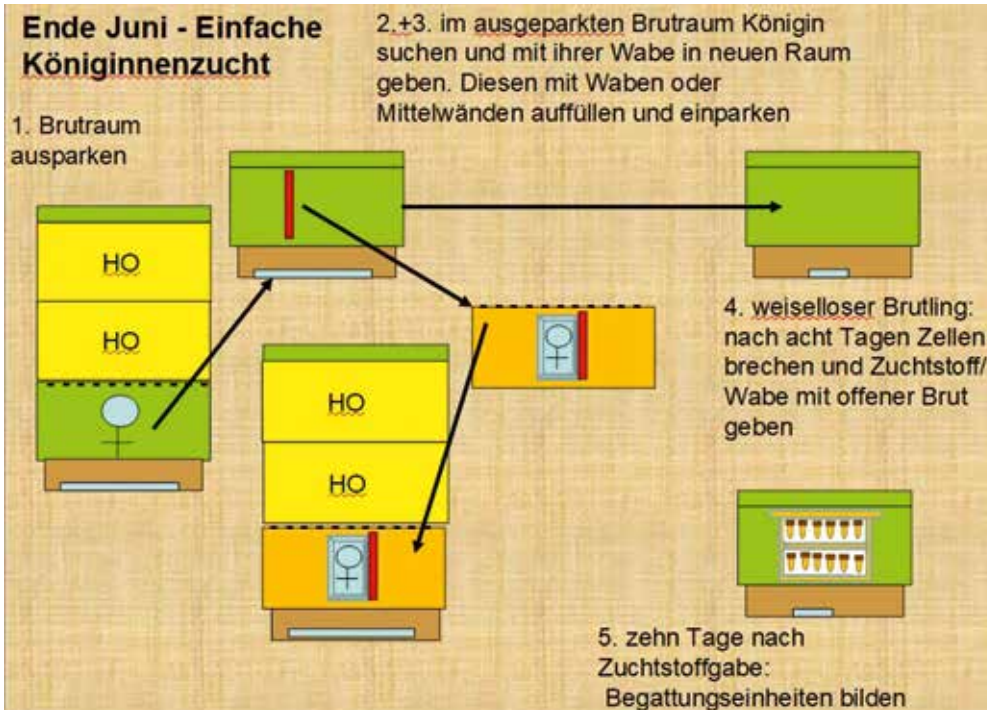 Ende Juni - Einfache
Königinnenzucht
2.+3. im ausgeparkten Brutraum Königin
suchen und mit ihrer Wabe in neuen Raum
geben. Diesen mit Waben oder
Mittelwänden auffüllen und einparken
1. Brutraum
ausparken
HO
HO
HO
HO
4. weiselloser Brutling:
nach acht Tagen Zellen
brechen und Zuchtstoff/
Wabe mit offener Brut
geben
5. zehn Tage nach
Zuchtstoffgabe:
Begattungseinheiten bilden